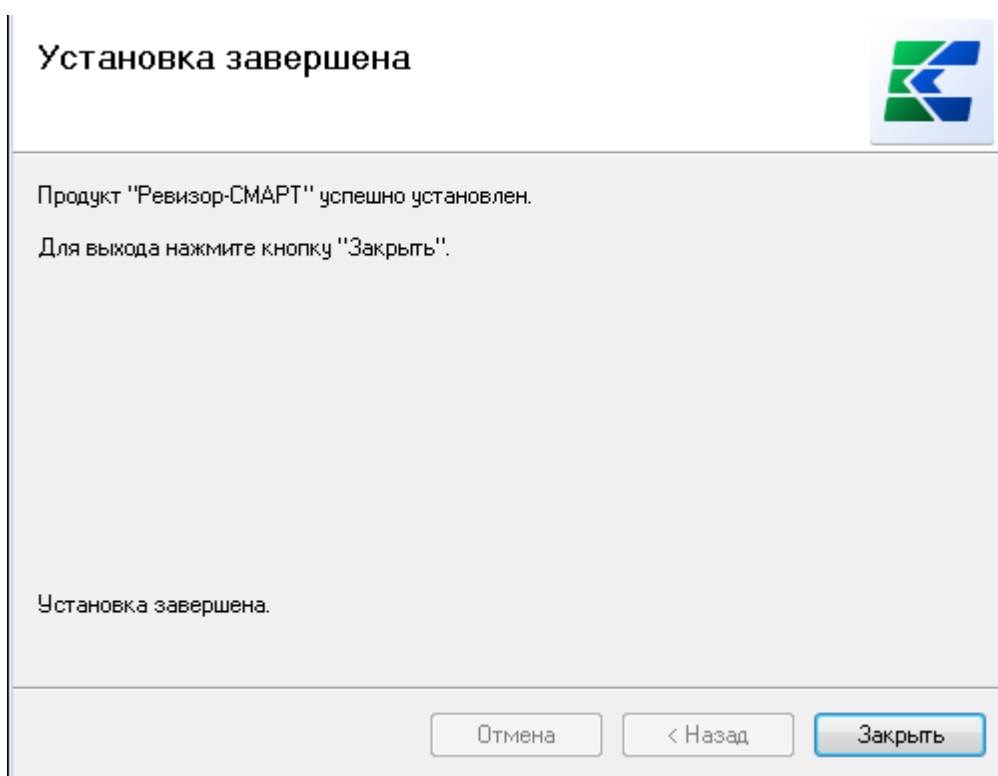 Установка завершена
Продукт "Ревизор-СМАРТ" успешно установлен.
Для выхода нажмите кнопку "Закрыть".
Установка завершена.
Отмена
< Назад
Закрыть